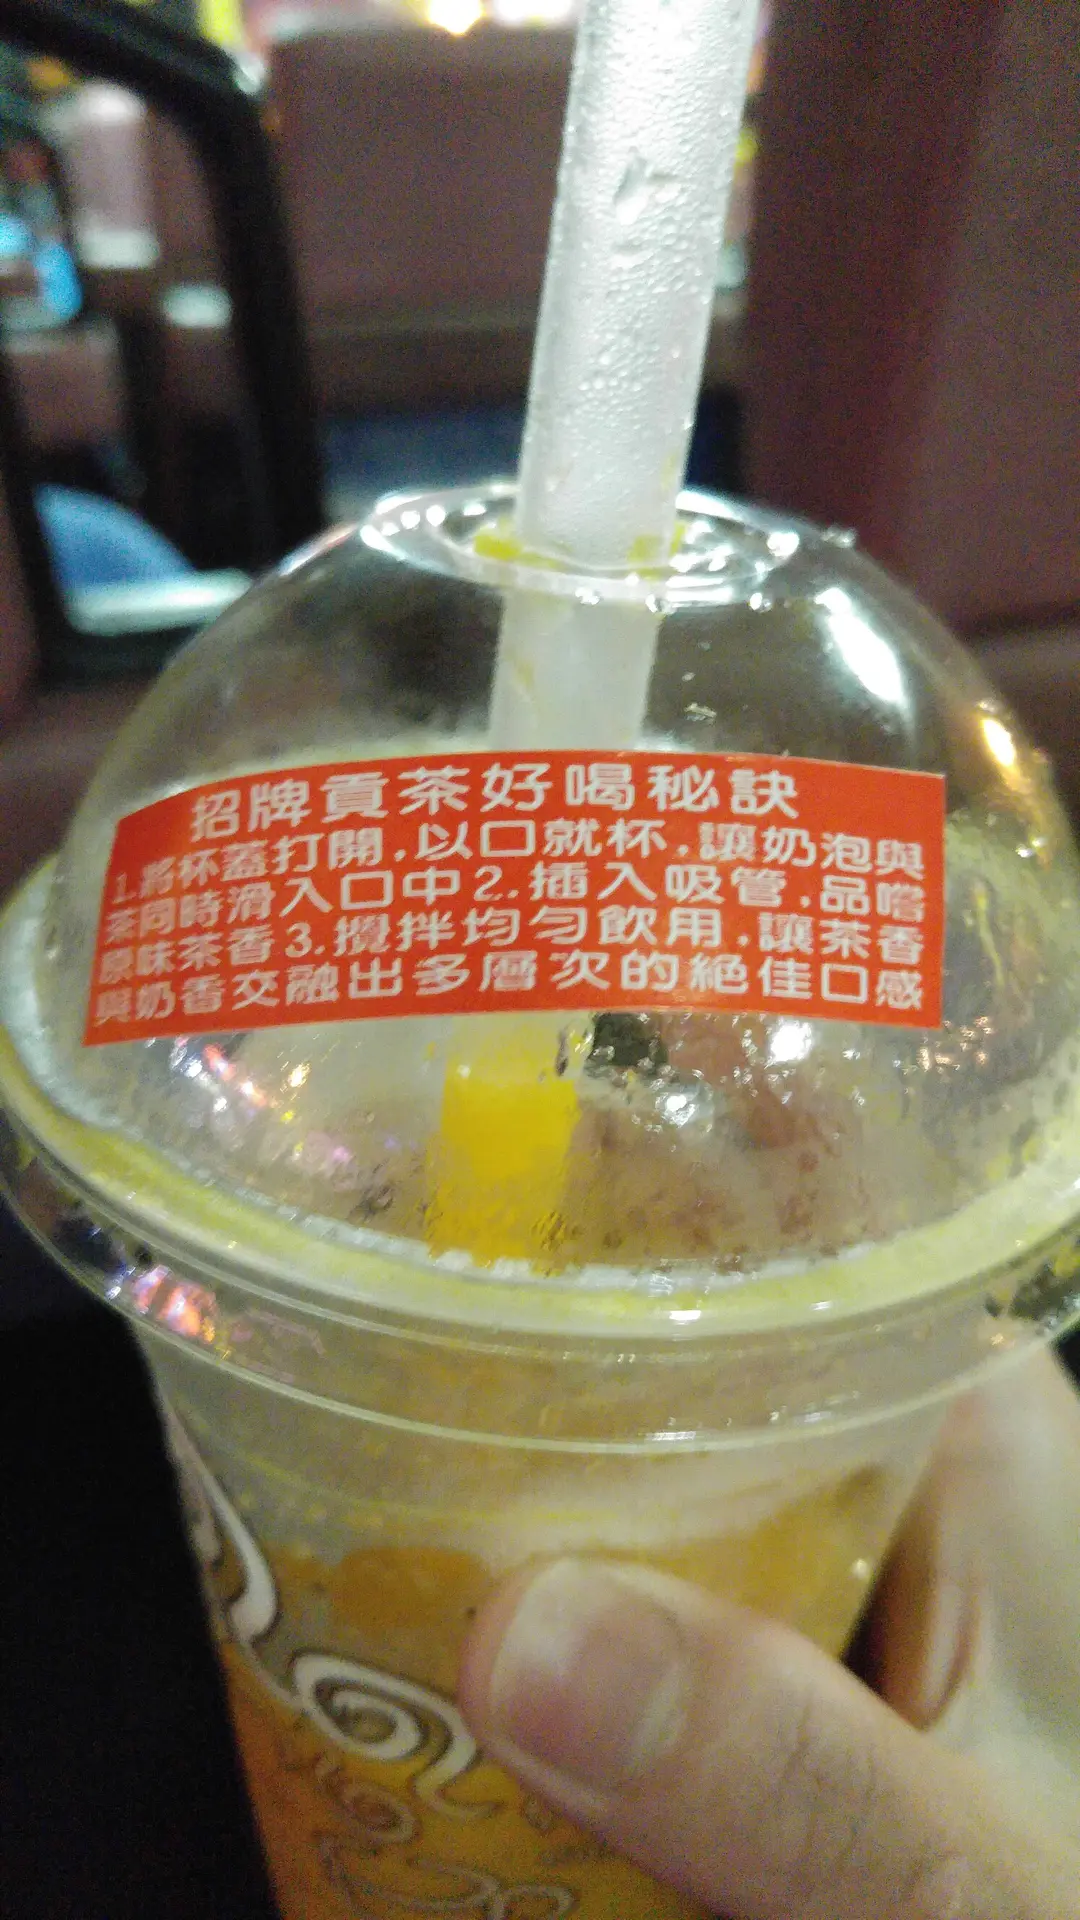 招牌貢茶好喝秘訣
1.將杯蓋打開,以口就杯,讓奶泡與
茶同時滑入口中2.插入吸管,品嚐
原味茶香3.攪拌均勻飲用,讓茶香
與奶香交融出多層次的絕佳口感